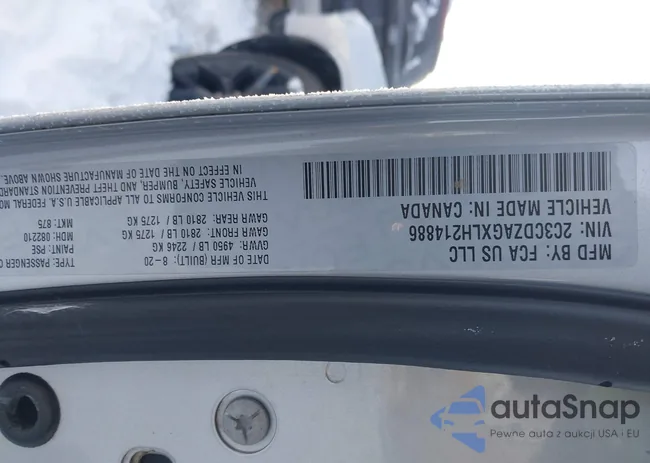 MFD BY: FCA US LLC
DATE OF MFR (BUILT): 8-20
GVWR: 4950 LB / 2246 KG
GAWR FRONT: 2810 LB / 1275 KG
GAWR REAR: 2810 LB / 1275 KG
THIS VEHICLE CONFORMS TO ALL APPLICABLE U.S.A. FEDERAL MO
VEHICLE SAFETY, BUMPER, AND THEFT PREVENTION STANDARD
IN EFFECT ON THE DATE OF MANUFACTURE SHOWN ABOVE.
VIN: 2C3CDZAGXLH214886
VEHICLE MADE IN: CANADA
TYPE: PASSENGER C
PAINT: PSE
MDH: 082210
MKT: 875
autoSnap
Pewne auta z aukcji USA i EU